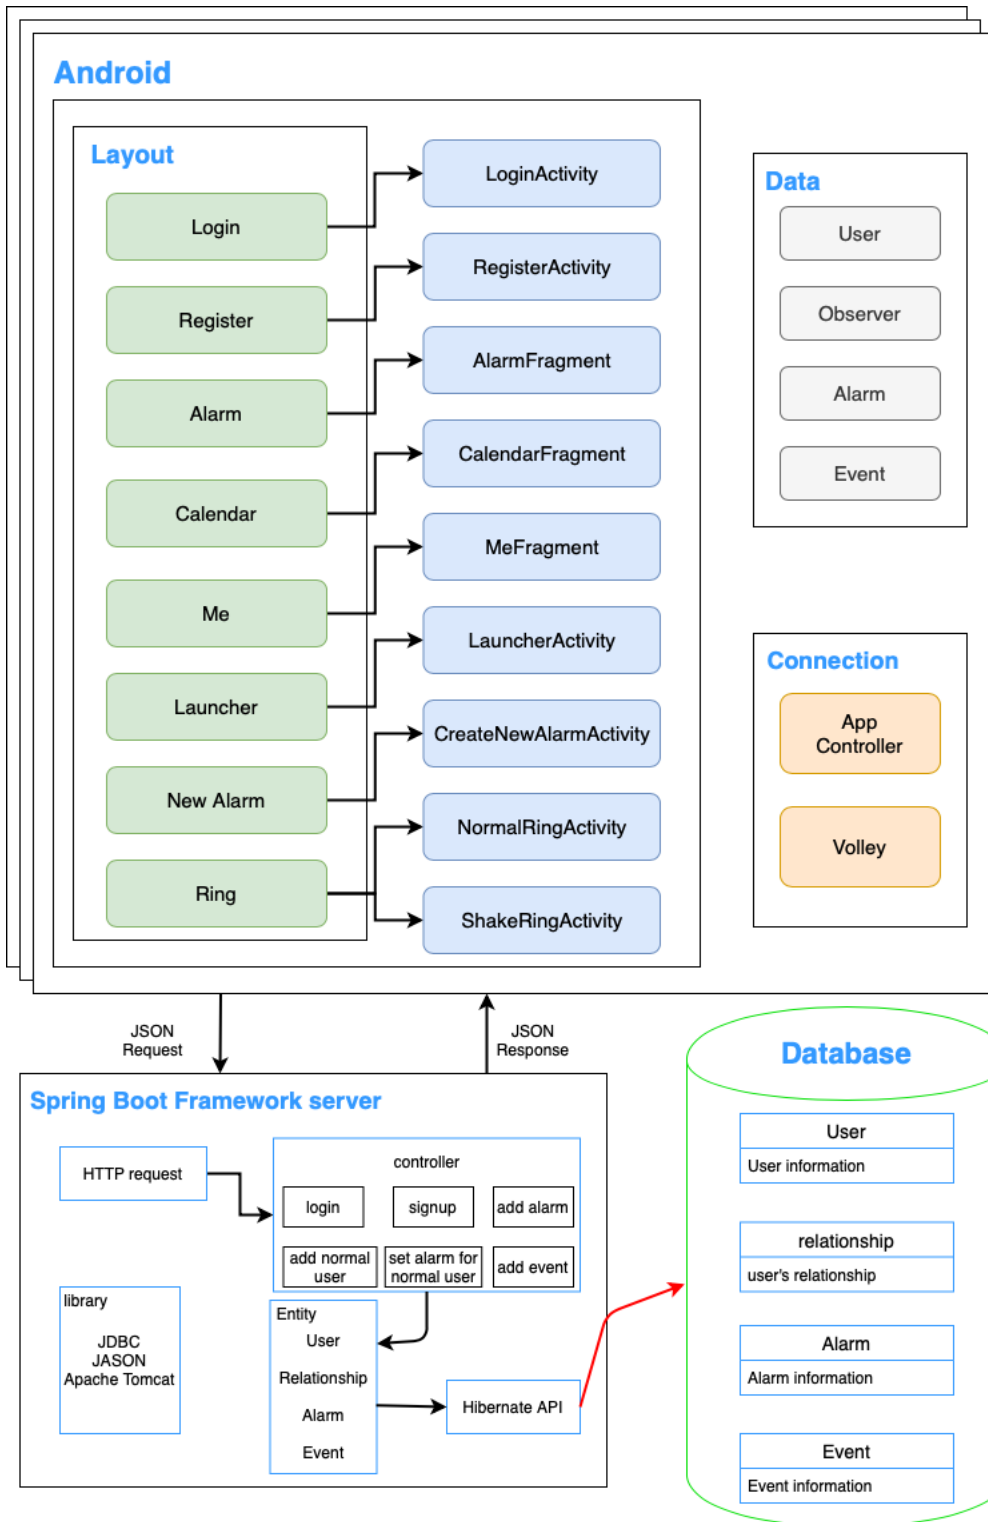 Android
Layout
Login
Register
Alarm
Calendar
Me
Launcher
New Alarm
Ring
LoginActivity
RegisterActivity
AlarmFragment
CalendarFragment
MeFragment
LauncherActivity
CreateNewAlarmActivity
NormalRingActivity
ShakeRingActivity
Data
User
Observer
Alarm
Event
Connection
App
Controller
Volley
JSON
Request
JSON
Response
Spring Boot Framework server
HTTP request
controller
login
signup
add alarm
add normal
user
set alarm for
normal user
add event
library
JDBC
JASON
Apache Tomcat
Entity
User
Relationship
Alarm
Event
Hibernate API
Database
User
User information
relationship
user's relationship
Alarm
Alarm information
Event
Event information